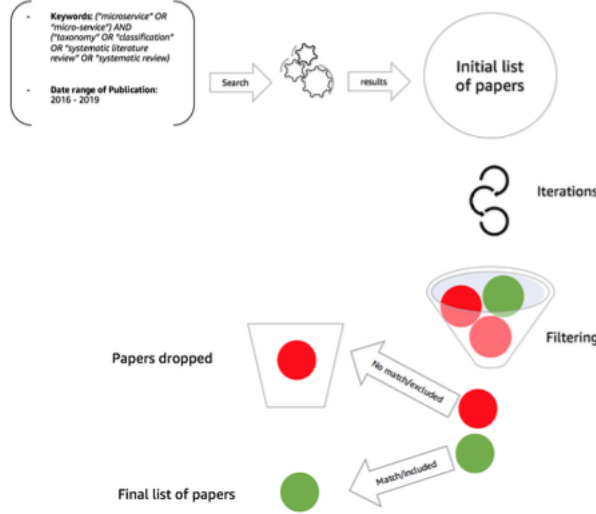 - Keywords: ("microservice" OR
"micro-service") AND
("taxonomy" OR "classification"
OR "systematic literature
review" OR "systematic review)
- Date range of Publication:
2016 - 2019
Search
results
Initial list
of papers
Iterations
Filtering
Papers dropped
No match/excluded
Match/included
Final list of papers